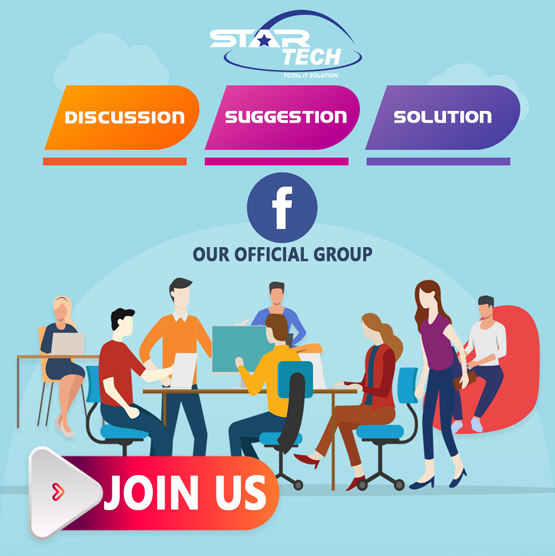 STAR
TECH
TOTAL IT SOLUTION
DISCUSSION
SUGGESTION
SOLUTION
f
OUR OFFICIAL GROUP
JOIN US